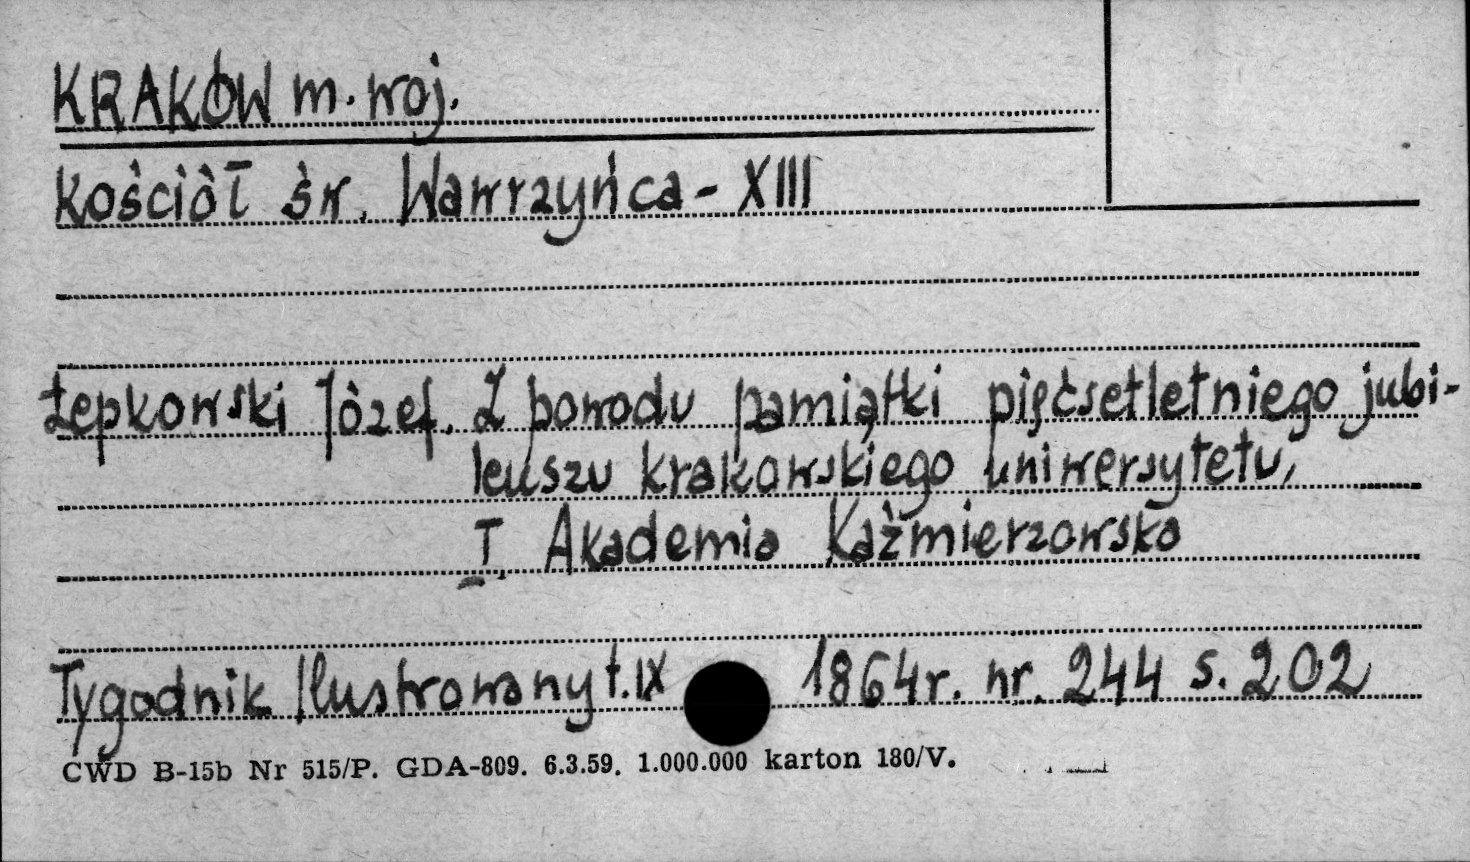 KRAKÓW m. woj.
Kościół św. Wawrzyńca - XIII
Łepkowski Józef. Z powodu pamiątki pięćsetletniego jubi-
leuszu krakowskiego uniwersytetu,
I. Akademia Kaźmierzowska
Tygodnik Ilustrowany t. IX 1864r. nr. 244 s. 202
CWD B-15b Nr 515/P. GDA-809. 6.3.59. 1.000.000 karton 180/V.